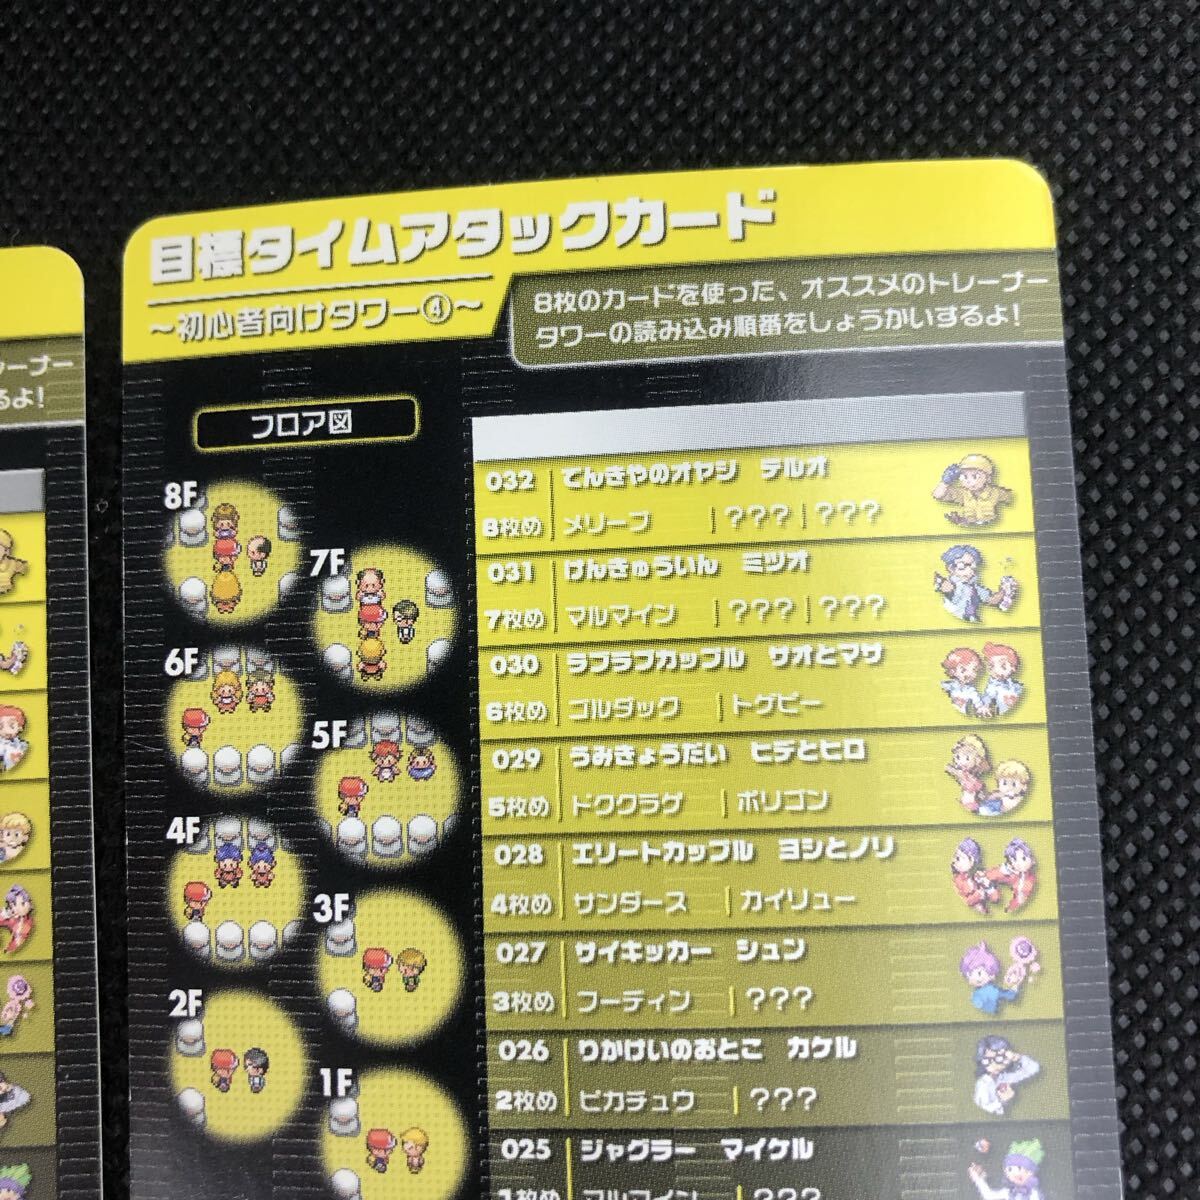 目標タイムアタックカード
～初心者向けタワー④～
8枚のカードを使った、オススメのトレーナー
タワーの読み込み順番をしょうかいするよ！
るよ！
フロア図
8F
7F
6F
5F
4F
3F
2F
1F
032 てんきやのオヤジ テルオ
8枚め メリープ ??? ???
031 けんきゅういん ミツオ
7枚め マルマイン ??? ???
030 ラブラブカップル サオとマサ
6枚め ゴルダック トゲピー
029 うみきょうだい ヒデとヒロ
5枚め ドククラゲ ポリゴン
028 エリートカップル ヨシとノリ
4枚め サンダース カイリュー
027 サイキッカー シュン
3枚め フーディン ???
026 りかけいのおとこ カケル
2枚め ピカチュウ ???
025 ジャグラー マイケル
1枚め マルマイン ???